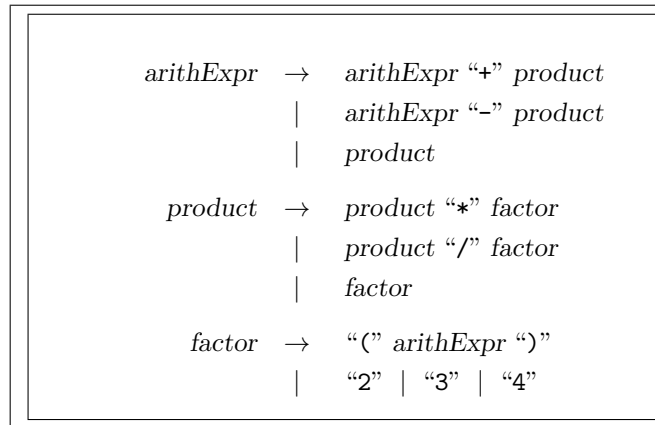 arithExpr → arithExpr “+” product
| arithExpr “-” product
| product
product → product “*” factor
| product “/” factor
| factor
factor → “(” arithExpr “)”
| “2” | “3” | “4”